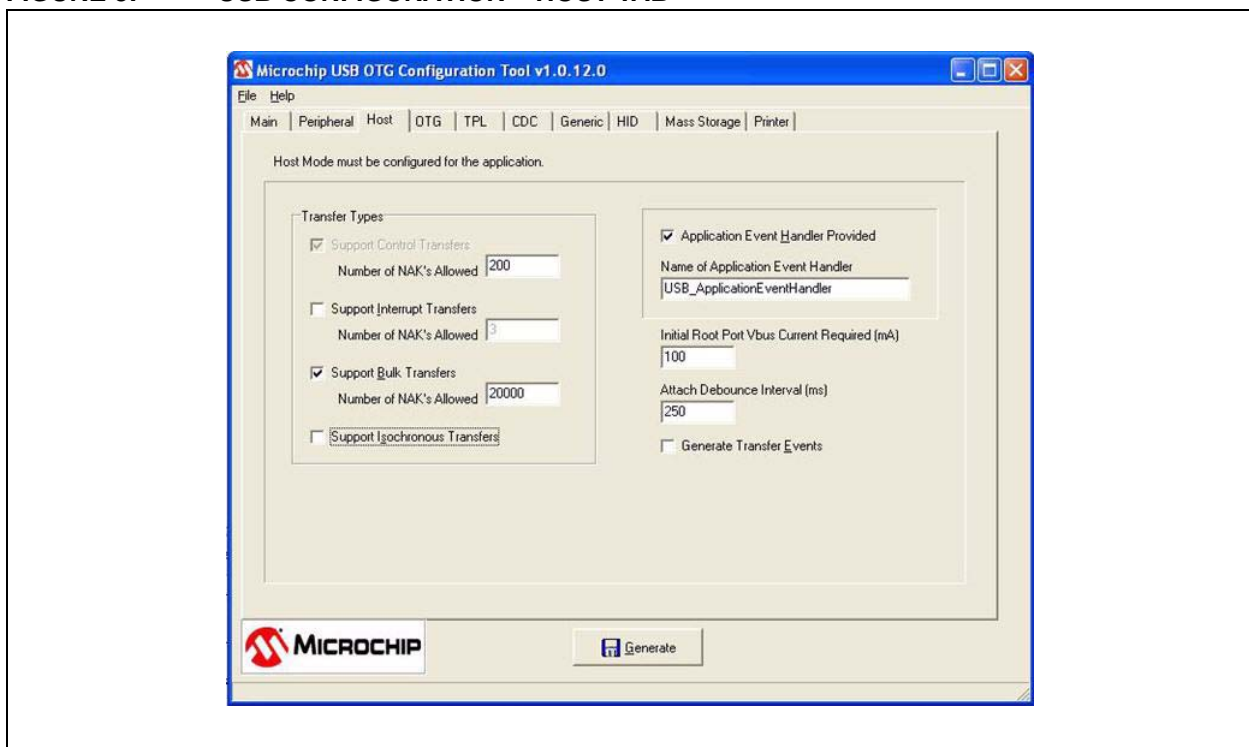 Microchip USB OTG Configuration Tool v1.0.12.0
File Help
Main Peripheral Host OTG TPL CDC Generic HID Mass Storage Printer
Host Mode must be configured for the application.
Transfer Types
Support Control Transfers
Number of NAK's Allowed 200
Support Interrupt Transfers
Number of NAK's Allowed 3
Support Bulk Transfers
Number of NAK's Allowed 20000
Support Isochronous Transfers
Application Event Handler Provided
Name of Application Event Handler
USB_ApplicationEventHandler
Initial Root Port Vbus Current Required (mA)
100
Attach Debounce Interval (ms)
250
Generate Transfer Events
MICROCHIP
Generate